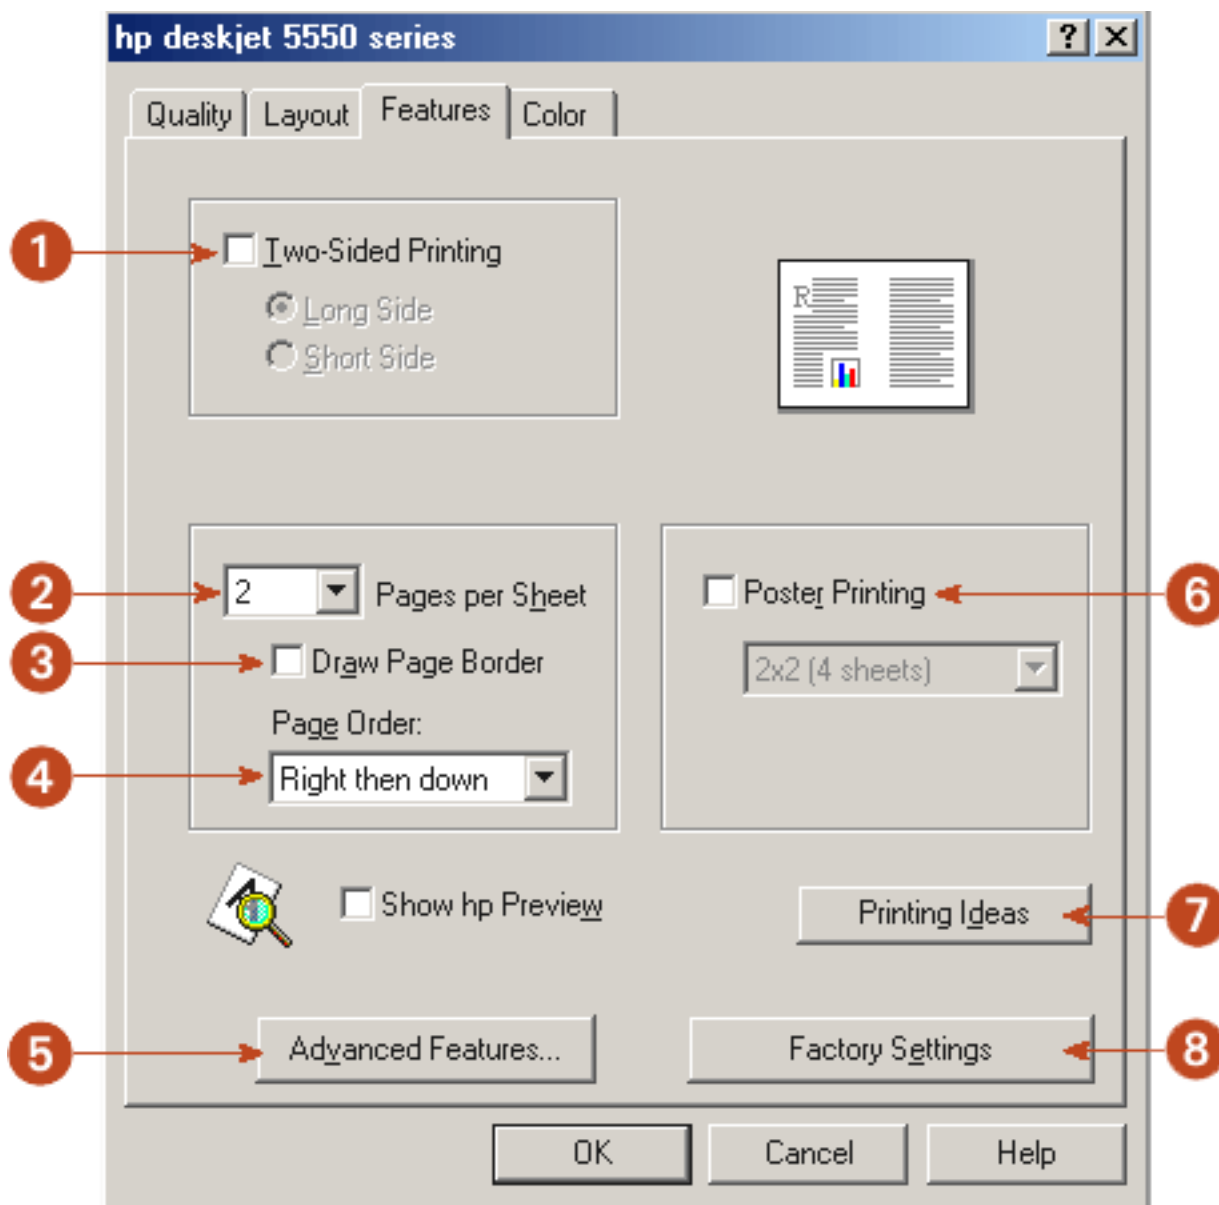 hp deskjet 5550 series
Quality Layout Features Color
1 Two-Sided Printing
Long Side
Short Side
R
2 2 Pages per Sheet
3 Draw Page Border
Page Order:
4 Right then down
Poster Printing 6
2x2 (4 sheets)
Show hp Preview
Printing Ideas 7
5 Advanced Features...
Factory Settings 8
OK Cancel Help